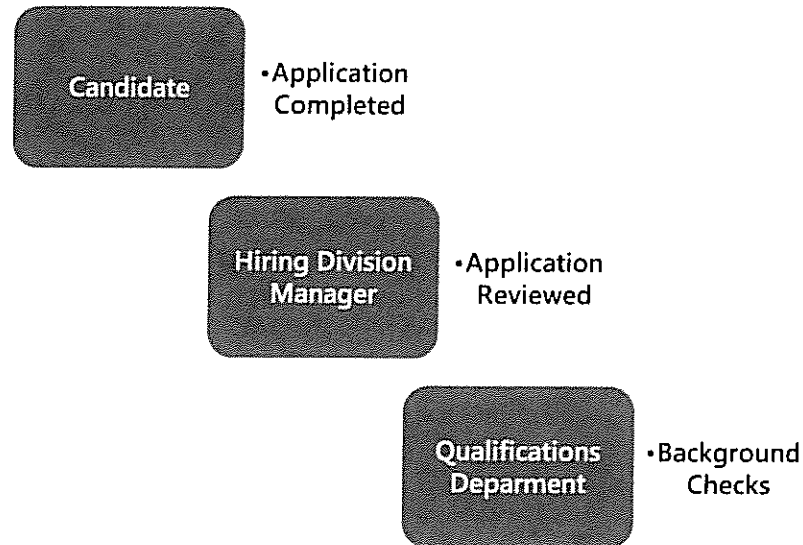 Candidate
•Application
Completed
Hiring Division
Manager
•Application
Reviewed
Qualifications
Deparment
•Background
Checks